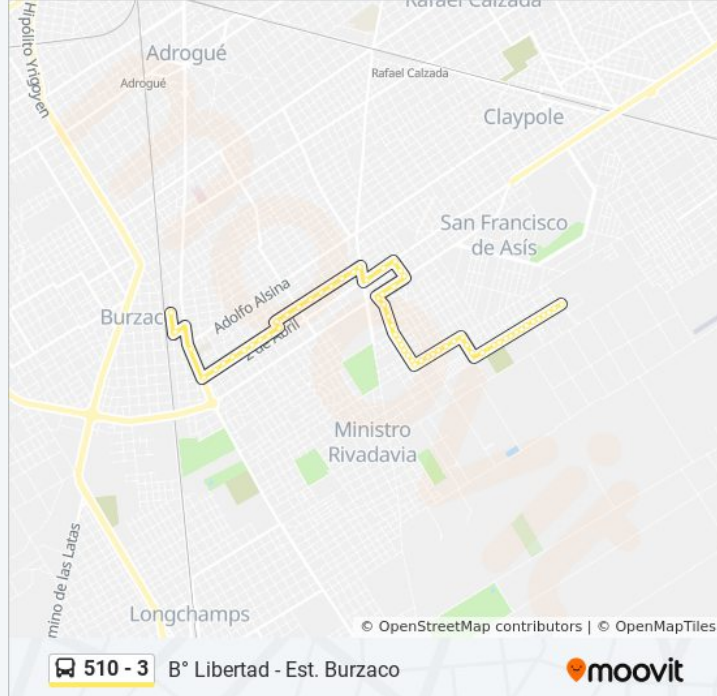 Rafael Calzada
Hipólito Yrigoyen
Adrogué
Adrogué
Rafael Calzada
Claypole
San Francisco
de Asís
Adolfo Alsina
Burzac
2 de Abril
Ministro
Rivadavia
mino de las Latas
Longchamps
© OpenStreetMap contributors | © OpenMapTiles
510 - 3 B° Libertad - Est. Burzaco
moovit